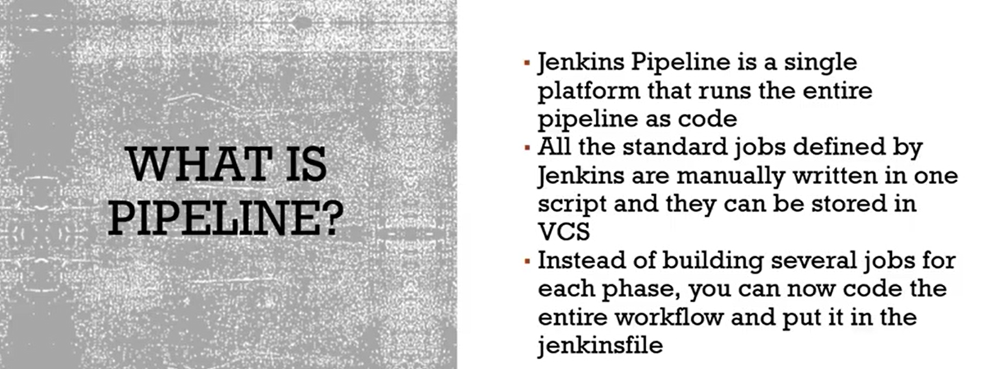 WHAT IS
PIPELINE?
▪ Jenkins Pipeline is a single
platform that runs the entire
pipeline as code
▪ All the standard jobs defined by
Jenkins are manually written in one
script and they can be stored in
VCS
▪ Instead of building several jobs for
each phase, you can now code the
entire workflow and put it in the
jenkinsfile